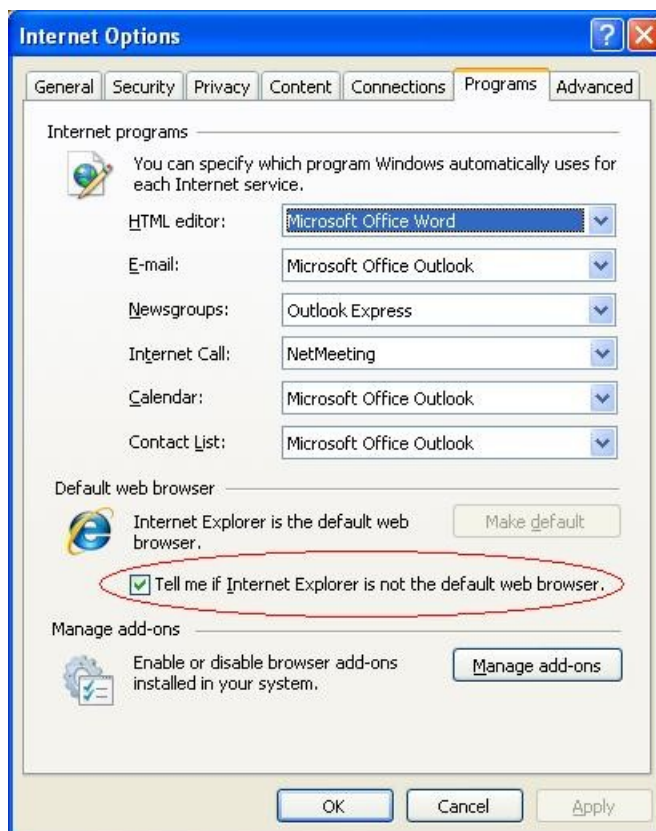 Internet Options
General Security Privacy Content Connections Programs Advanced
Internet programs
You can specify which program Windows automatically uses for
each Internet service.
HTML editor: Microsoft Office Word
E-mail: Microsoft Office Outlook
Newsgroups: Outlook Express
Internet Call: NetMeeting
Calendar: Microsoft Office Outlook
Contact List: Microsoft Office Outlook
Default web browser
Internet Explorer is the default web
browser.
Make default
Tell me if Internet Explorer is not the default web browser.
Manage add-ons
Enable or disable browser add-ons
installed in your system.
Manage add-ons
OK Cancel Apply